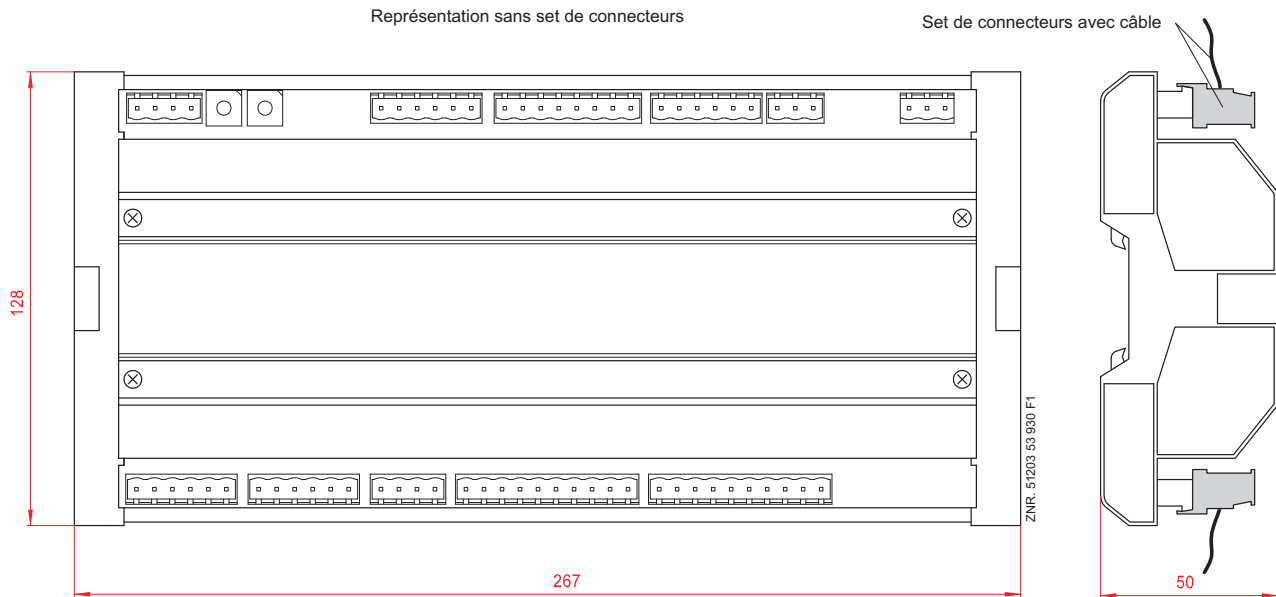 Représentation sans set de connecteurs
Set de connecteurs avec câble
128
ZNR. 51203 53 930 F1
267
50